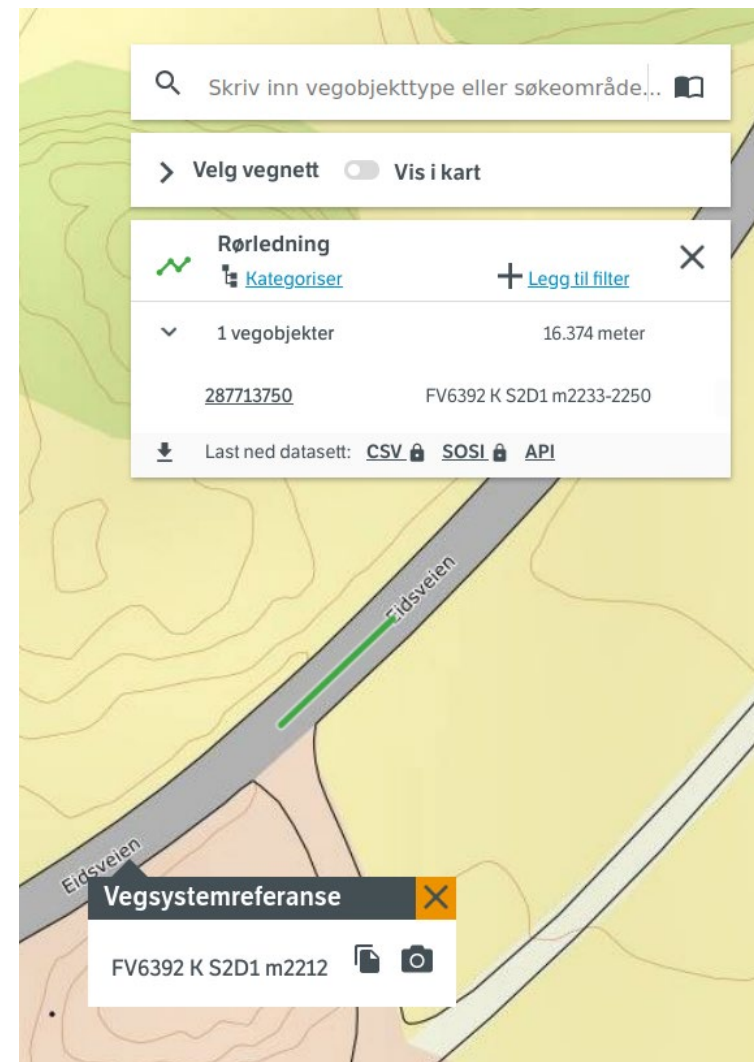 Skriv inn vegobjekttype eller søkeområde...
Velg vegnett Vis i kart
Rørledning
Kategoriser Legg til filter
1 vegobjekter 16.374 meter
287713750 FV6392 K S2D1 m2233-2250
Last ned datasett: CSV SOSI API
Eidsveien
Eidsveien
Vegsystemreferanse
FV6392 K S2D1 m2212